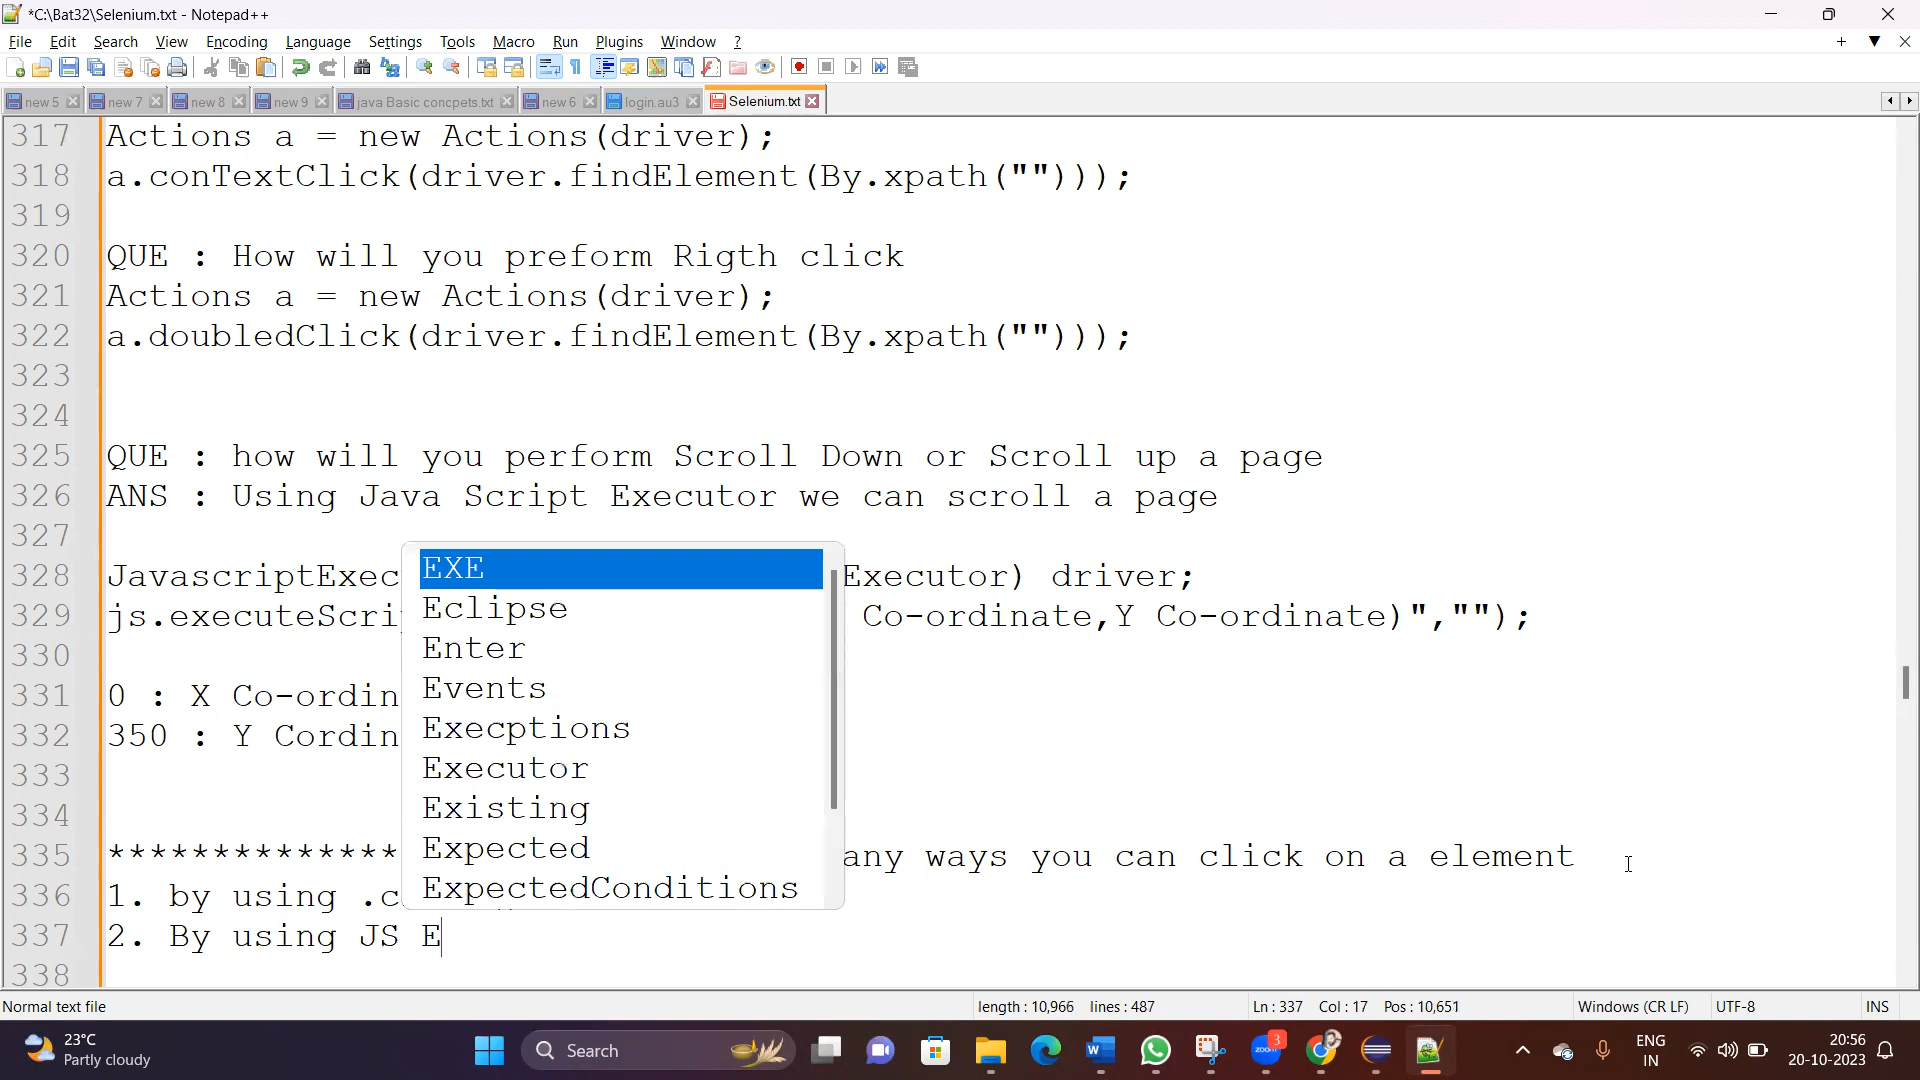 *C:\Bat32\Selenium.txt - Notepad++
File Edit Search View Encoding Language Settings Tools Macro Run Plugins Window ?
new 5 new 7 new 8 new 9 java Basic concpets.txt new 6 login.au3 Selenium.txt
317 Actions a = new Actions(driver);
318 a.conTextClick(driver.findElement(By.xpath("")));
319
320 QUE : How will you preform Rigth click
321 Actions a = new Actions(driver);
322 a.doubledClick(driver.findElement(By.xpath("")));
323
324
325 QUE : how will you perform Scroll Down or Scroll up a page
326 ANS : Using Java Script Executor we can scroll a page
327
EXE
328 JavascriptExec Executor) driver;
Eclipse
329 js.executeScri Co-ordinate,Y Co-ordinate)","");
Enter
330
Events
331 0 : X Co-ordin
Execptions
332 350 : Y Cordin
Executor
333
Existing
334
Expected
335 ************** any ways you can click on a element
ExpectedConditions
336 1. by using .c
337 2. By using JS E
338
Normal text file length : 10,966 lines : 487 Ln : 337 Col : 17 Pos : 10,651 Windows (CR LF) UTF-8 INS
23°C
Partly cloudy
Search
zoom 3
ENG
IN
20:56
20-10-2023